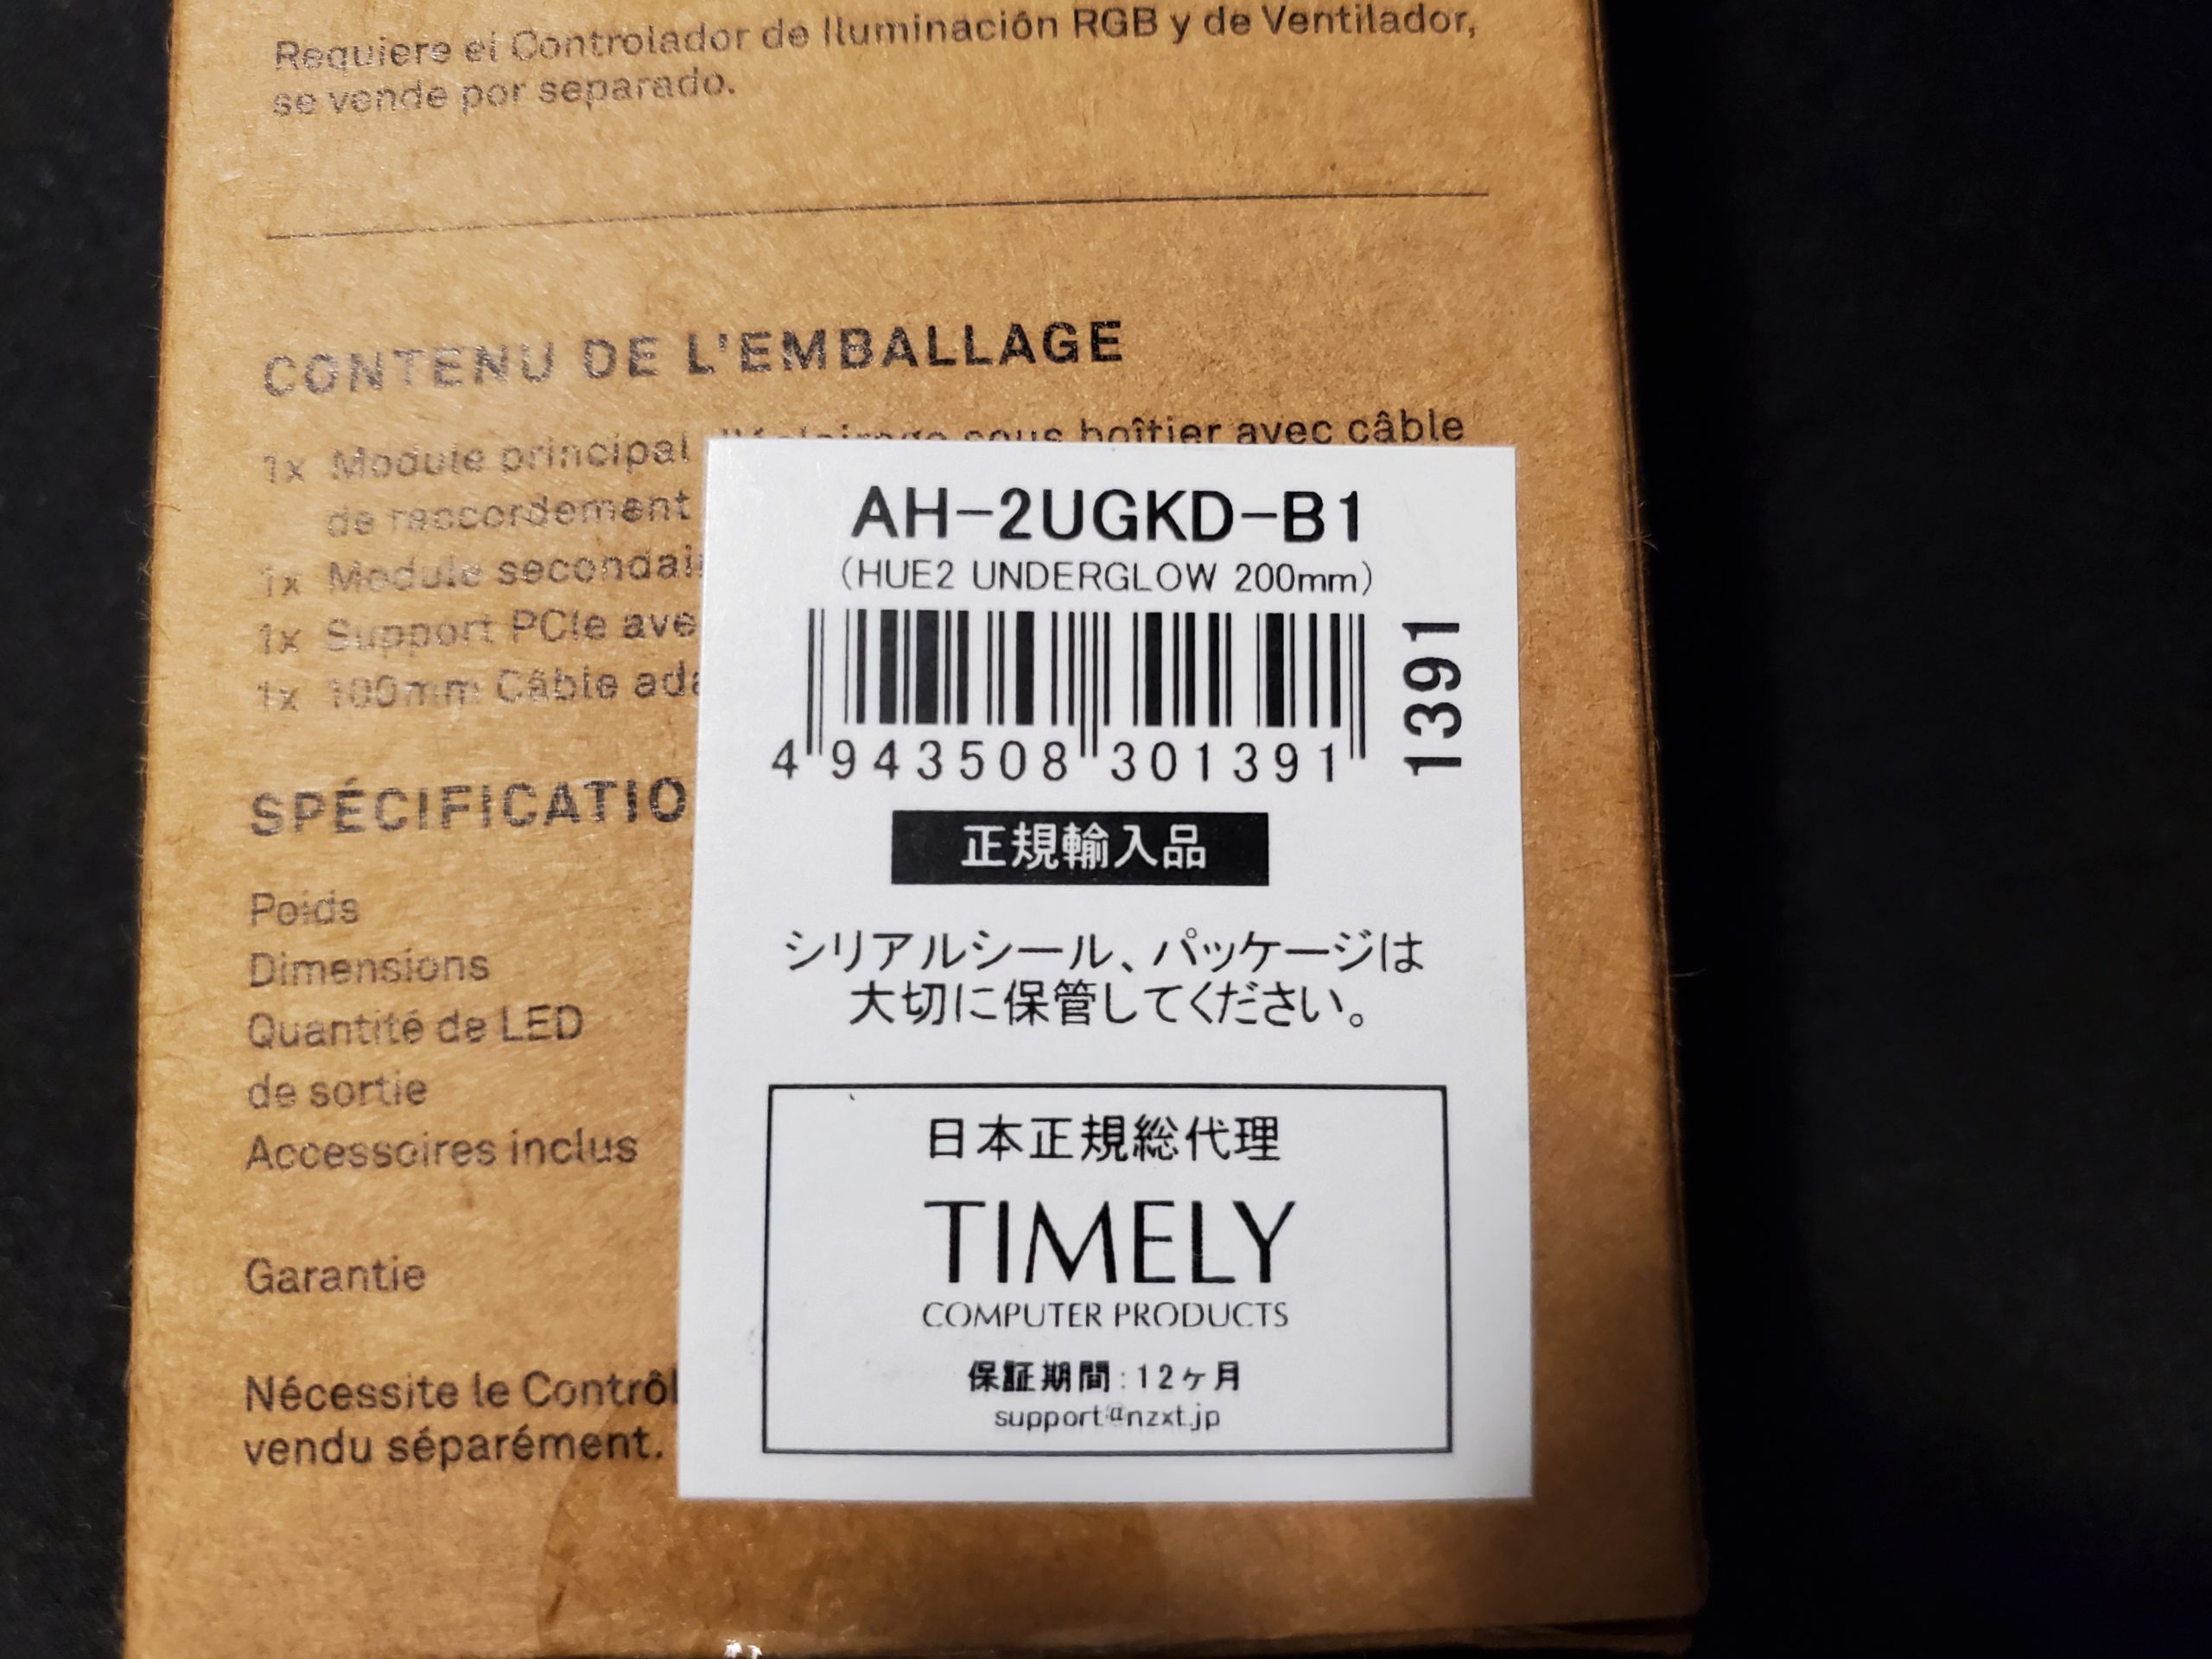 Requiere el Controlador de Iluminación RGB y de Ventilador,
se vende por separado.
CONTENU DE L'EMBALLAGE
1x Module principal d'éclairage sous boîtier avec câble
de raccordement
1x Module secondai
1x Support PCIe ave
1x 100mm Câble ada
SPÉCIFICATIO
Poids
Dimensions
Quantité de LED
de sortie
Accessoires inclus
Garantie
Nécessite le Contrôl
vendu séparément.
AH-2UGKD-B1
(HUE2 UNDERGLOW 200mm)
4 943508 301391
1391
正規輸入品
シリアルシール、パッケージは
大切に保管してください。
日本正規総代理
TIMELY
COMPUTER PRODUCTS
保証期間:12ヶ月
support@nzxt.jp